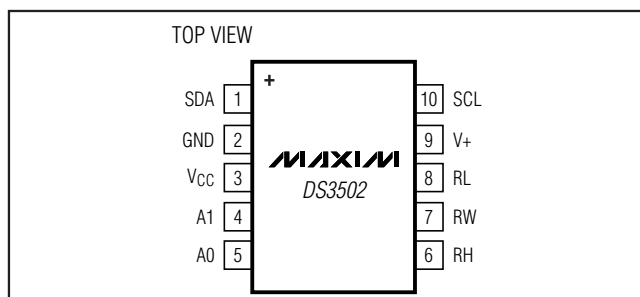 TOP VIEW
+
SDA 1 10 SCL
GND 2 9 V+
MAXIM
VCC 3 8 RL
DS3502
A1 4 7 RW
A0 5 6 RH